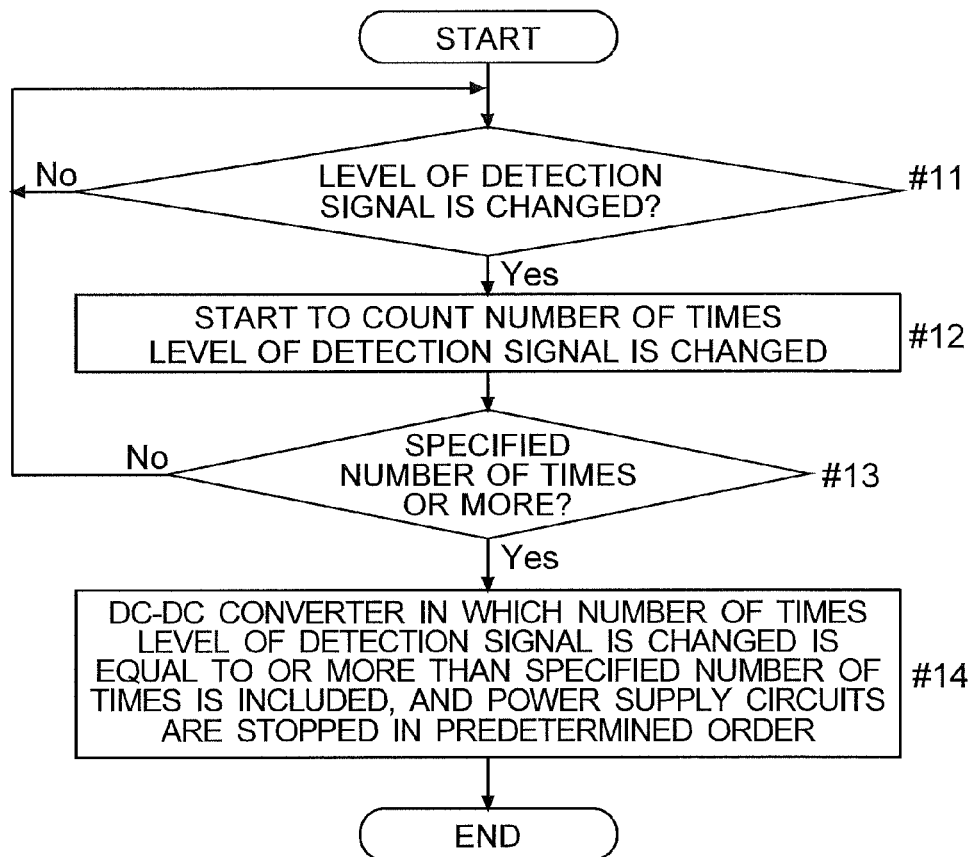 START
No
LEVEL OF DETECTION
SIGNAL IS CHANGED?
#11
Yes
START TO COUNT NUMBER OF TIMES
LEVEL OF DETECTION SIGNAL IS CHANGED
#12
No
SPECIFIED
NUMBER OF TIMES
OR MORE?
#13
Yes
DC-DC CONVERTER IN WHICH NUMBER OF TIMES
LEVEL OF DETECTION SIGNAL IS CHANGED IS
EQUAL TO OR MORE THAN SPECIFIED NUMBER OF
TIMES IS INCLUDED, AND POWER SUPPLY CIRCUITS
ARE STOPPED IN PREDETERMINED ORDER
#14
END